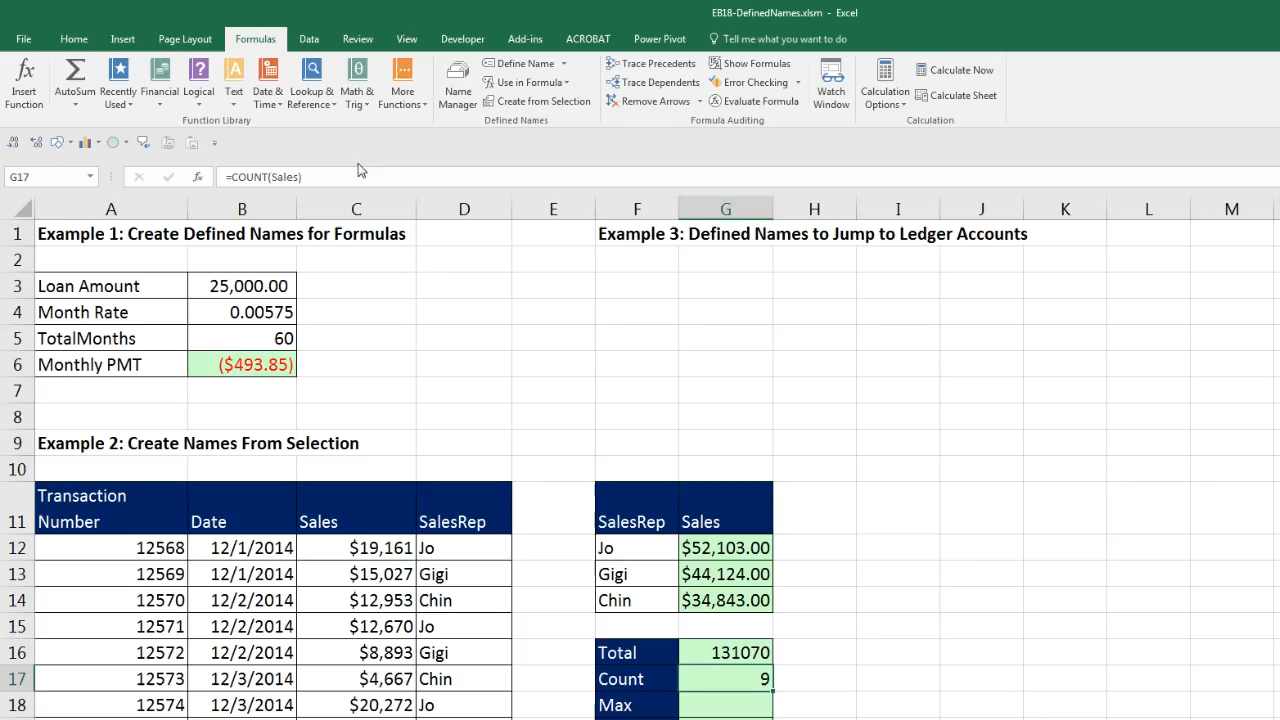 EB18-DefinedNames.xlsm - Excel
File Home Insert Page Layout Formulas Data Review View Developer Add-ins ACROBAT Power Pivot Tell me what you want to do
Insert Function
AutoSum
Recently Used
Financial
Logical
Text
Date & Time
Lookup & Reference
Math & Trig
More Functions
Function Library
Name Manager
Define Name
Use in Formula
Create from Selection
Defined Names
Trace Precedents
Trace Dependents
Remove Arrows
Show Formulas
Error Checking
Evaluate Formula
Formula Auditing
Watch Window
Calculation Options
Calculate Now
Calculate Sheet
Calculation
G17 fx =COUNT(Sales)
A B C D E F G H I J K L M
1 Example 1: Create Defined Names for Formulas Example 3: Defined Names to Jump to Ledger Accounts
2
3 Loan Amount 25,000.00
4 Month Rate 0.00575
5 TotalMonths 60
6 Monthly PMT ($493.85)
7
8
9 Example 2: Create Names From Selection
10
Transaction
11 Number Date Sales SalesRep SalesRep Sales
12 12568 12/1/2014 $19,161 Jo Jo $52,103.00
13 12569 12/1/2014 $15,027 Gigi Gigi $44,124.00
14 12570 12/2/2014 $12,953 Chin Chin $34,843.00
15 12571 12/2/2014 $12,670 Jo
16 12572 12/2/2014 $8,893 Gigi Total 131070
17 12573 12/3/2014 $4,667 Chin Count 9
18 12574 12/3/2014 $20,272 Jo Max